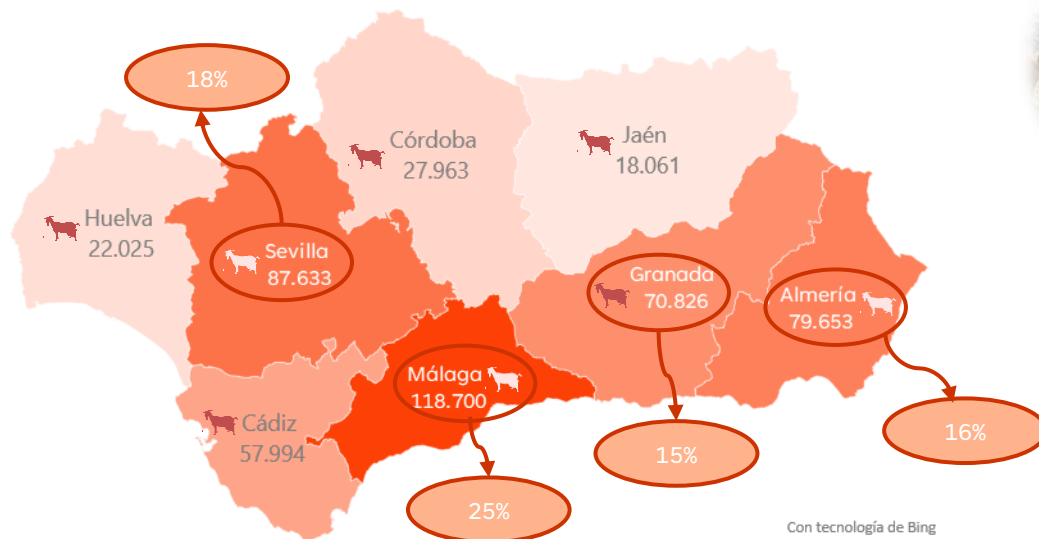 18%
Córdoba
27.963
Jaén
18.061
Huelva
22.025
Sevilla
87.633
Granada
70.826
Almería
79.653
Málaga
118.700
Cádiz
57.994
16%
15%
25%
Con tecnología de Bing